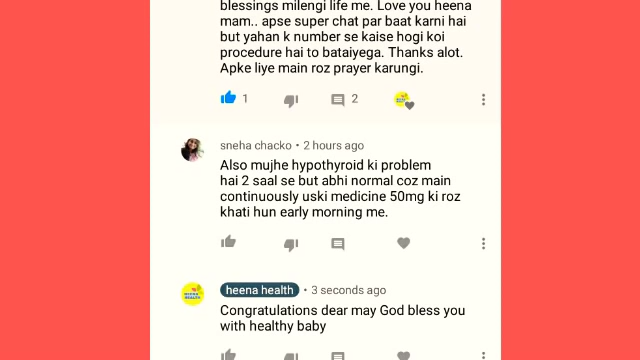 blessings milengi life me. Love you heena
mam.. apse super chat par baat karni hai
but yahan k number se kaise hogi koi
procedure hai to bataiyega. Thanks alot.
Apke liye main roz prayer karungi.
1
2
sneha chacko • 2 hours ago
Also mujhe hypothyroid ki problem
hai 2 saal se but abhi normal coz main
continuously uski medicine 50mg ki roz
khati hun early morning me.
heena health • 3 seconds ago
Congratulations dear may God bless you
with healthy baby